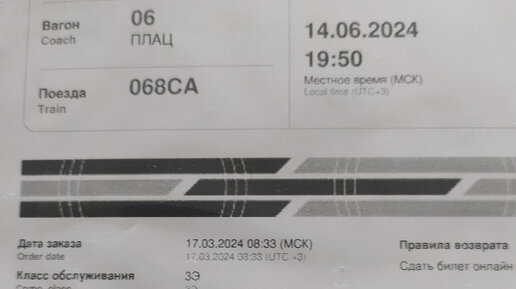 Вагон 06
Coach ПЛАЦ
14.06.2024
19:50
Местное время (МСК)
Local time (UTC+3)
Поезда 068СА
Train
Дата заказа 17.03.2024 08:33 (МСК)
Order date 17.03.2024 08:33 (UTC +3)
Правила возврата
Класс обслуживания 3Э
Сдать билет онлайн